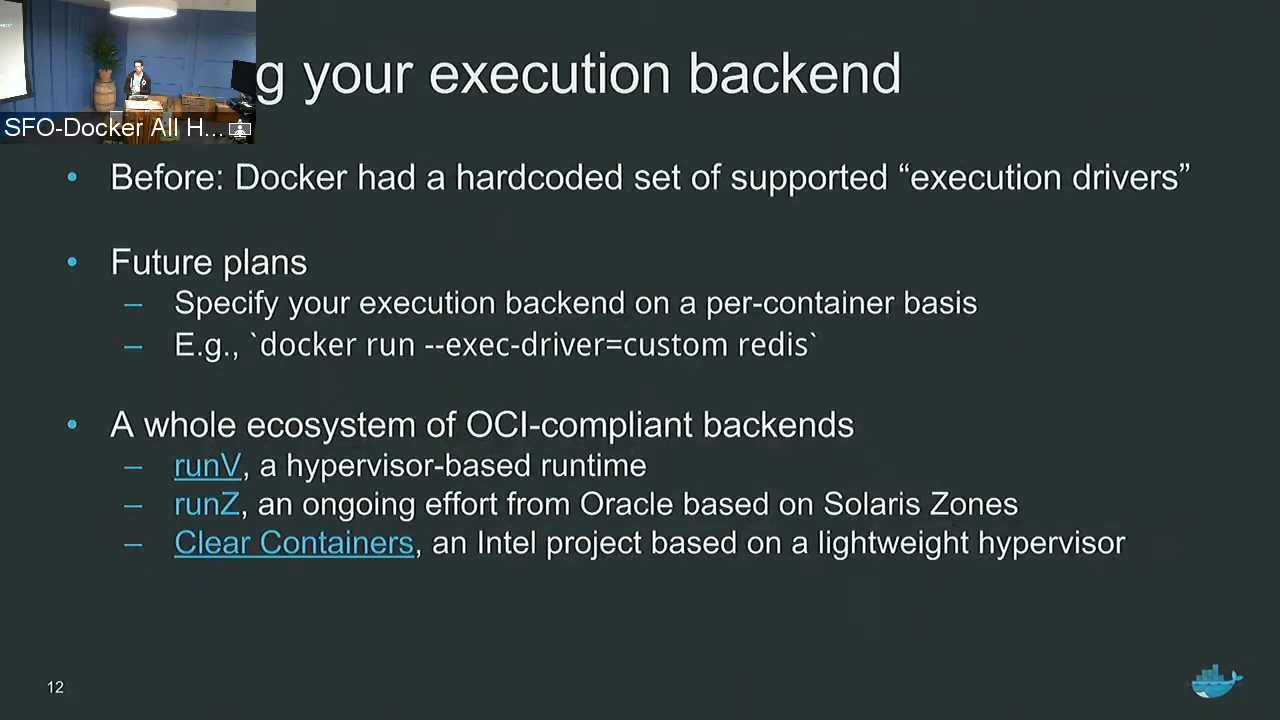 g your execution backend
SFO-Docker All H...
• Before: Docker had a hardcoded set of supported “execution drivers”
• Future plans
– Specify your execution backend on a per-container basis
– E.g., `docker run --exec-driver=custom redis`
• A whole ecosystem of OCI-compliant backends
– runV, a hypervisor-based runtime
– runZ, an ongoing effort from Oracle based on Solaris Zones
– Clear Containers, an Intel project based on a lightweight hypervisor
12